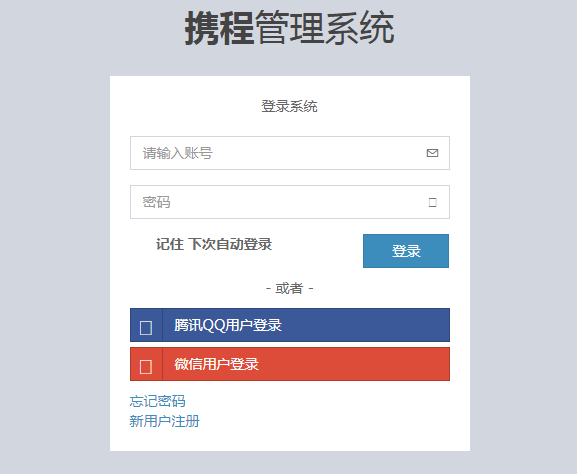 携程管理系统
登录系统
请输入账号
密码
记住 下次自动登录
登录
- 或者 -
腾讯QQ用户登录
微信用户登录
忘记密码
新用户注册